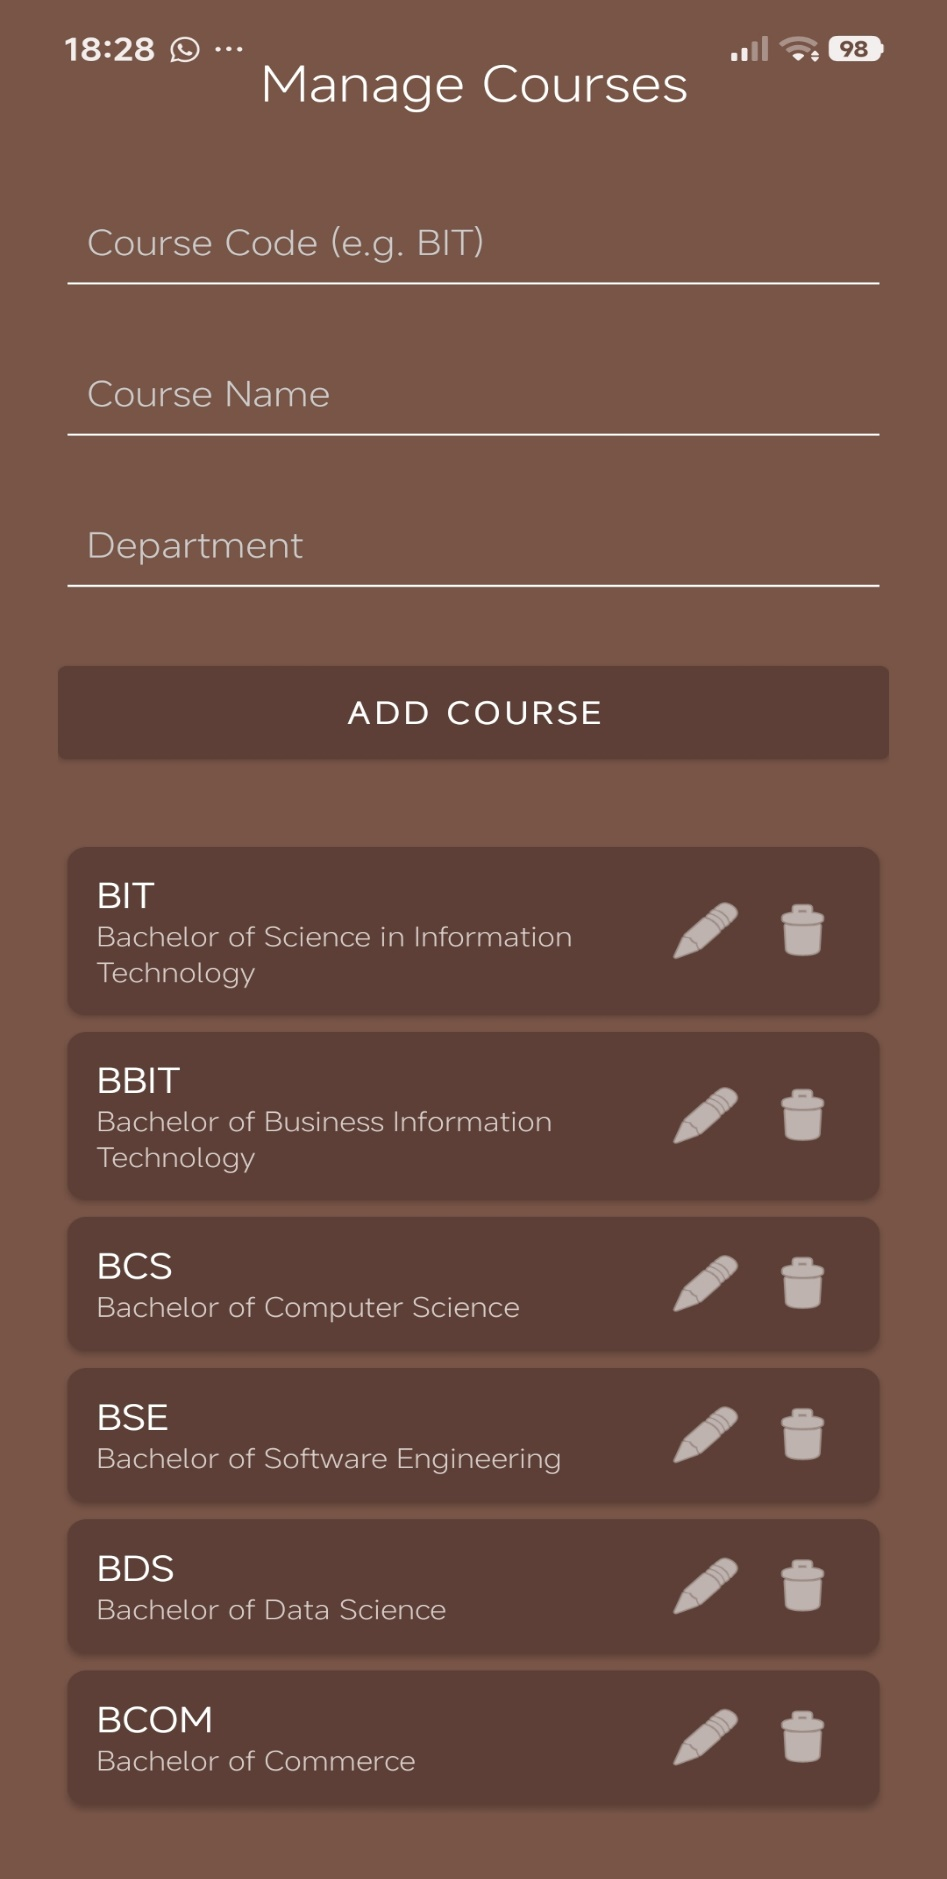 18:28 ... 98
Manage Courses
Course Code (e.g. BIT)
Course Name
Department
ADD COURSE
BIT
Bachelor of Science in Information
Technology
BBIT
Bachelor of Business Information
Technology
BCS
Bachelor of Computer Science
BSE
Bachelor of Software Engineering
BDS
Bachelor of Data Science
BCOM
Bachelor of Commerce